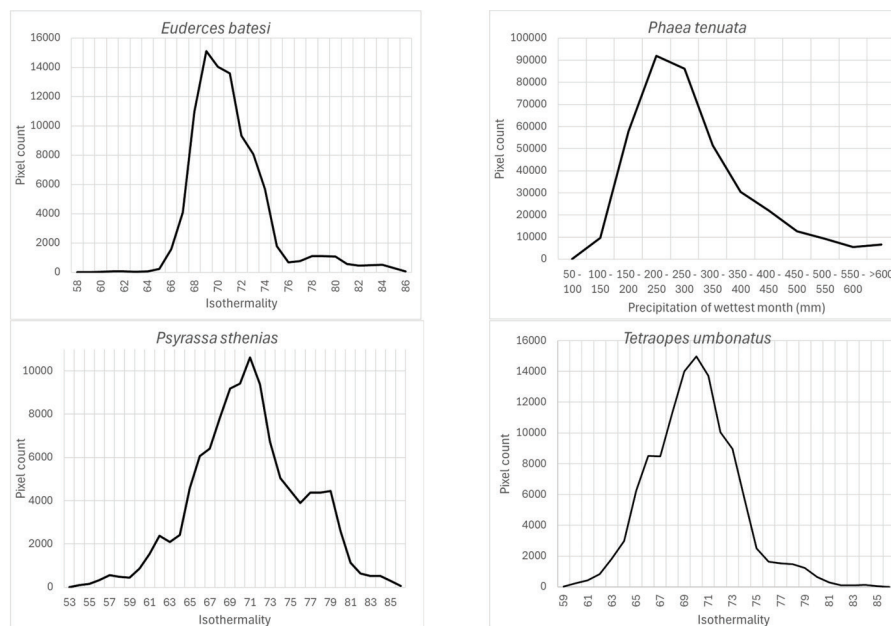 Euderces batesi
16000
14000
12000
10000
8000
6000
4000
2000
0
Pixel count
58 60 62 64 66 68 70 72 74 76 78 80 82 84 86
Isothermality
Phaea tenuata
100000
90000
80000
70000
60000
50000
40000
30000
20000
10000
0
Pixel count
50 - 100 - 150 - 200 - 250 - 300 - 350 - 400 - 450 - 500 - 550 - >600
100 150 200 250 300 350 400 450 500 550 600
Precipitation of wettest month (mm)
Psyrassa sthenias
10000
8000
6000
4000
2000
0
Pixel count
53 55 57 59 61 63 65 67 69 71 73 75 77 79 81 83 85
Isothermality
Tetraopes umbonatus
16000
14000
12000
10000
8000
6000
4000
2000
0
Pixel count
59 61 63 65 67 69 71 73 75 77 79 81 83 85
Isothermality